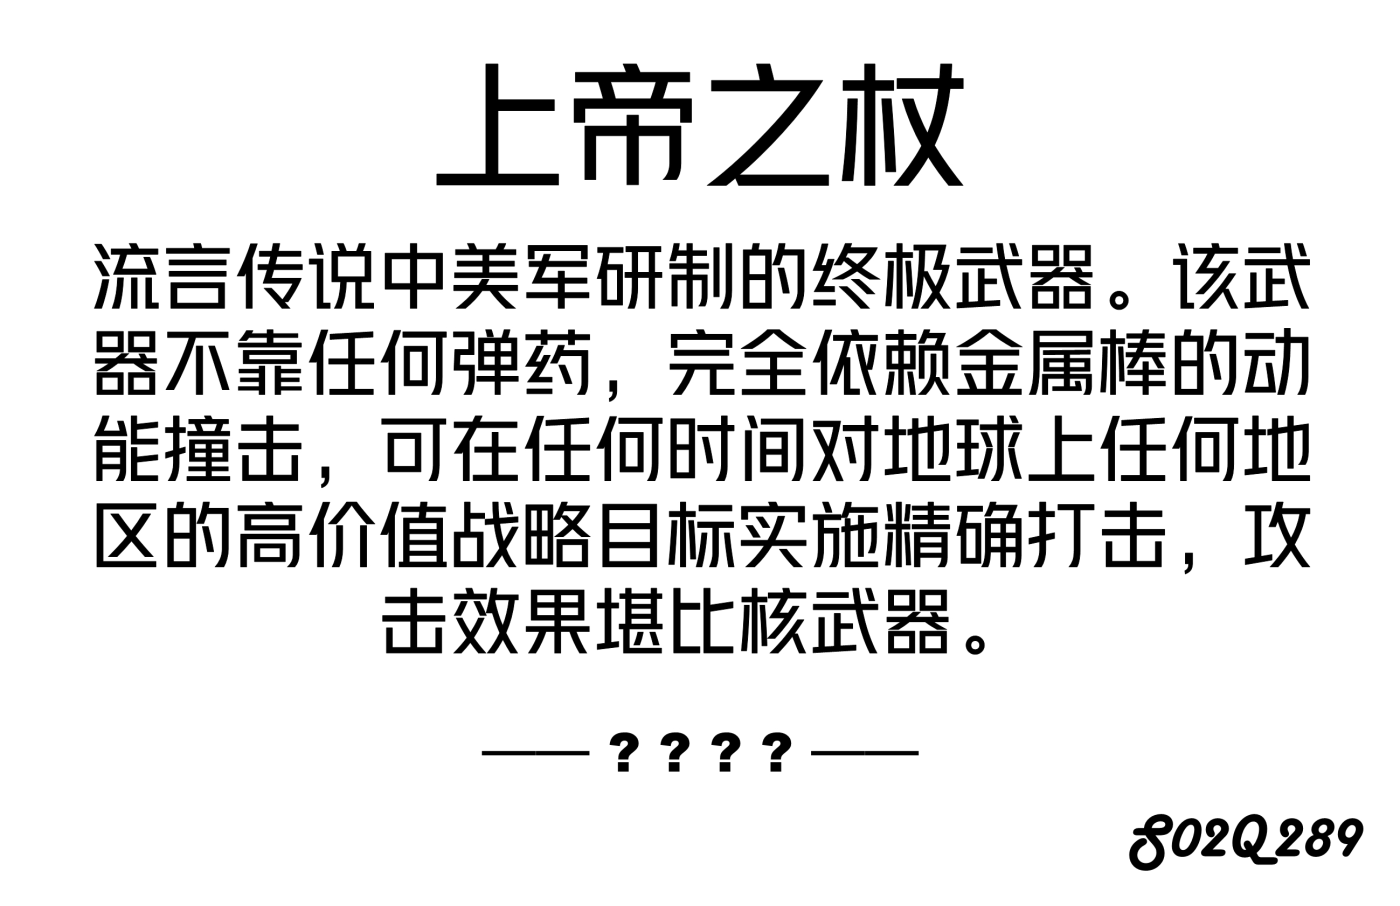 上帝之杖
流言传说中美军研制的终极武器。该武
器不靠任何弹药，完全依赖金属棒的动
能撞击，可在任何时间对地球上任何地
区的高价值战略目标实施精确打击，攻
击效果堪比核武器。
——????——
S02Q289